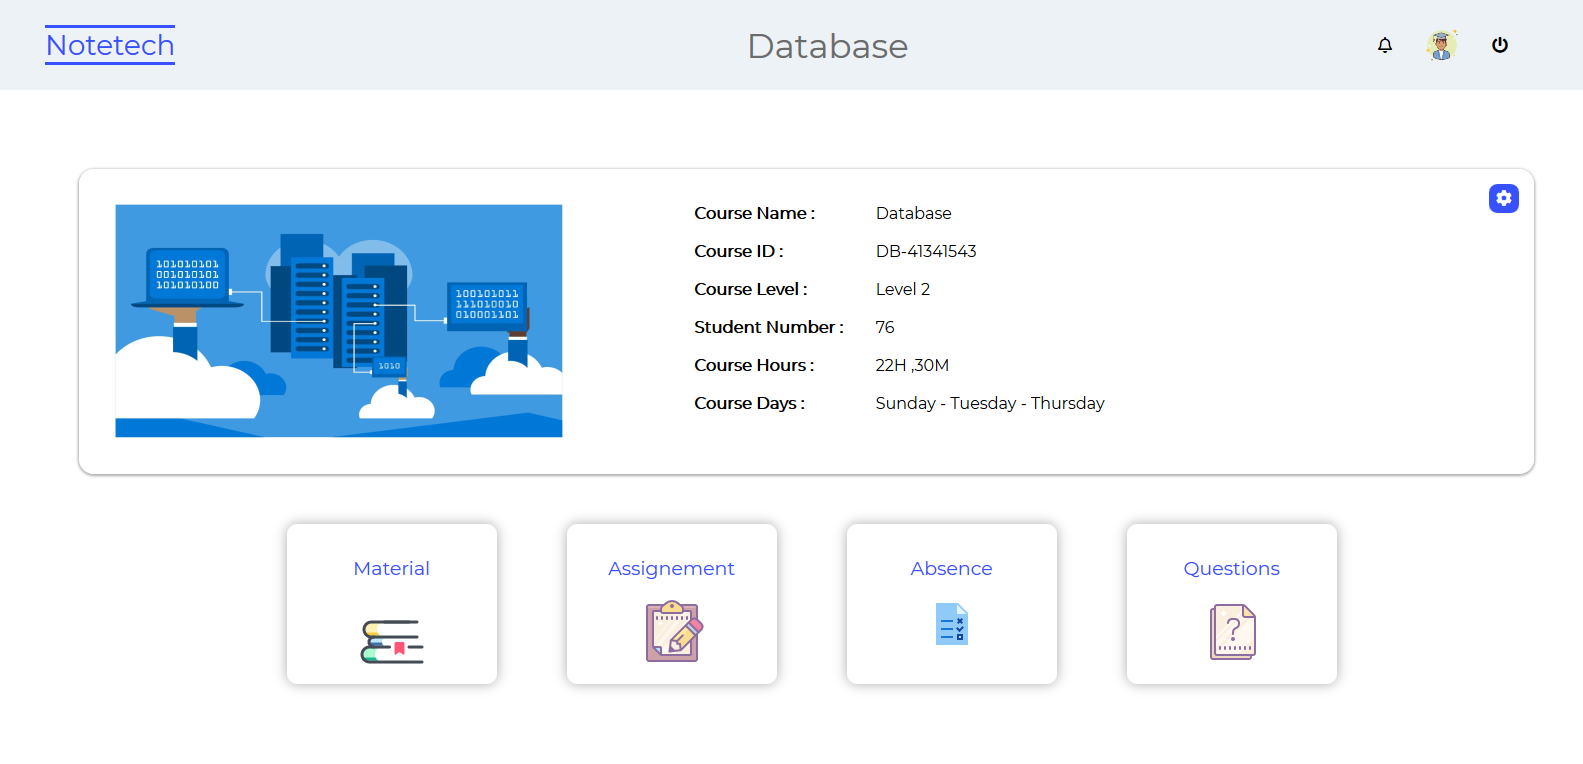 Notetech
Database
Course Name : Database
Course ID : DB-41341543
Course Level : Level 2
Student Number : 76
Course Hours : 22H ,30M
Course Days : Sunday - Tuesday - Thursday
101010101
001010101
101010100
100101011
111010010
010001101
1010
Material
Assignement
Absence
Questions
?